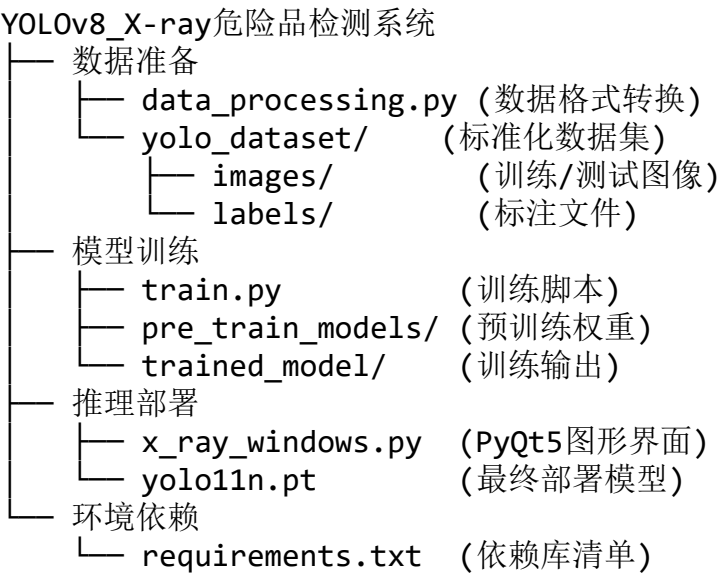 YOLOv8_X-ray危险品检测系统
├── 数据准备
│   ├── data_processing.py (数据格式转换)
│   └── yolo_dataset/    (标准化数据集)
│       ├── images/        (训练/测试图像)
│       └── labels/        (标注文件)
├── 模型训练
│   ├── train.py          (训练脚本)
│   ├── pre_train_models/ (预训练权重)
│   └── trained_model/    (训练输出)
├── 推理部署
│   ├── x_ray_windows.py  (PyQt5图形界面)
│   └── yolo11n.pt        (最终部署模型)
└── 环境依赖
    └── requirements.txt  (依赖库清单)